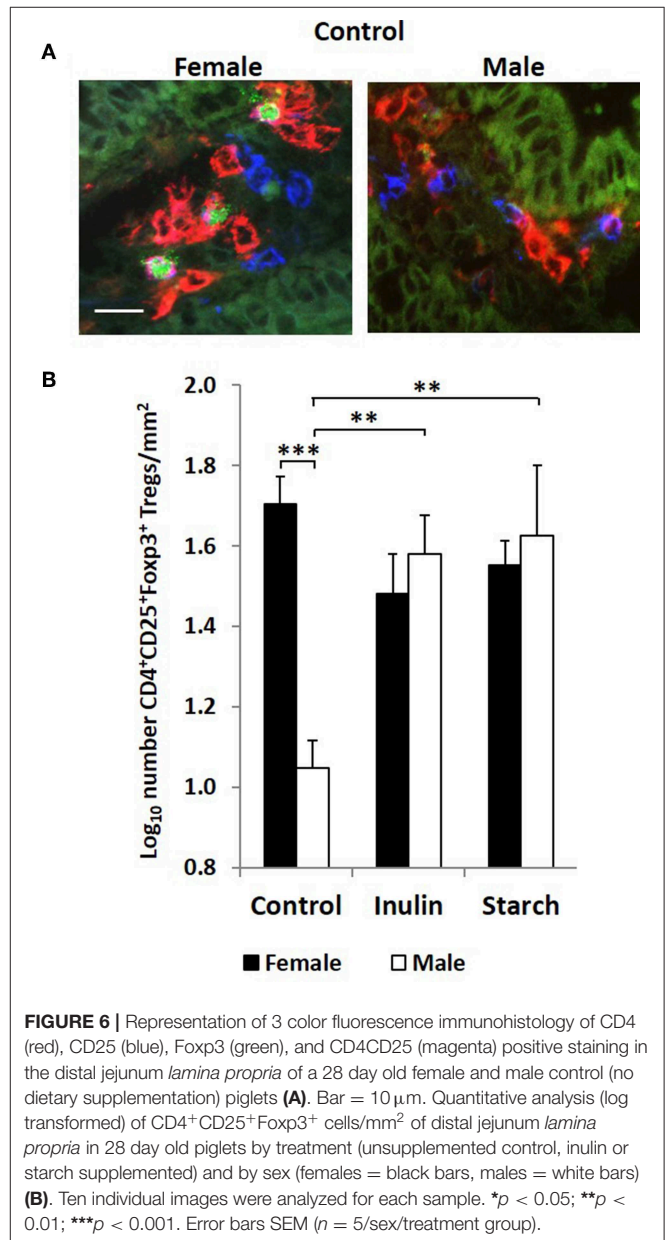 Control
A
Female Male
B
Log₁₀ number CD4⁺CD25⁺Foxp3⁺ Tregs/mm²
2.0
1.8
1.6
1.4
1.2
1.0
0.8
**
**
***
Control Inulin Starch
■ Female □ Male
FIGURE 6 | Representation of 3 color fluorescence immunohistology of CD4
(red), CD25 (blue), Foxp3 (green), and CD4CD25 (magenta) positive staining in
the distal jejunum lamina propria of a 28 day old female and male control (no
dietary supplementation) piglets (A). Bar = 10 μm. Quantitative analysis (log
transformed) of CD4⁺CD25⁺Foxp3⁺ cells/mm² of distal jejunum lamina
propria in 28 day old piglets by treatment (unsupplemented control, inulin or
starch supplemented) and by sex (females = black bars, males = white bars)
(B). Ten individual images were analyzed for each sample. *p < 0.05; **p <
0.01; ***p < 0.001. Error bars SEM (n = 5/sex/treatment group).